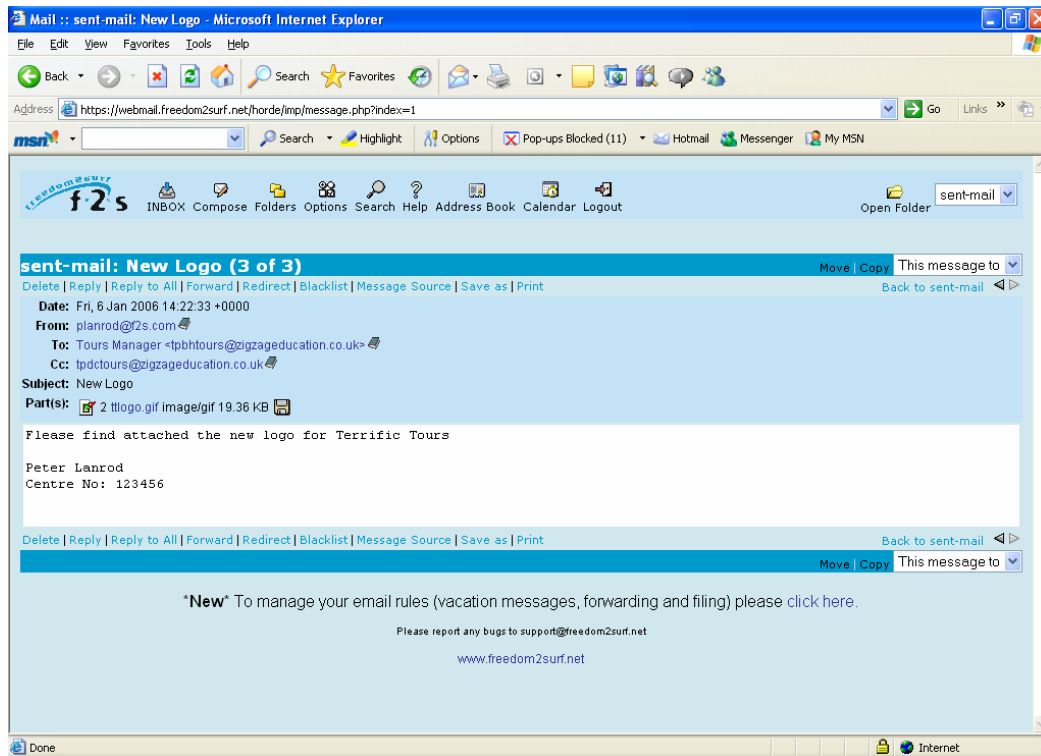 Mail :: sent-mail: New Logo - Microsoft Internet Explorer
File Edit View Favorites Tools Help
Back Search Favorites
Address https://webmail.freedom2surf.net/horde/imp/message.php?index=1 Go Links »
msn Search Highlight Options Pop-ups Blocked (11) Hotmail Messenger My MSN
freedom2surf
f·2·s INBOX Compose Folders Options Search Help Address Book Calendar Logout Open Folder sent-mail
sent-mail: New Logo (3 of 3) Move | Copy This message to
Delete | Reply | Reply to All | Forward | Redirect | Blacklist | Message Source | Save as | Print Back to sent-mail
Date: Fri, 6 Jan 2006 14:22:33 +0000
From: planrod@f2s.com
To: Tours Manager <tpbhtours@zigzageducation.co.uk>
Cc: tpdctours@zigzageducation.co.uk
Subject: New Logo
Part(s): 2 ttlogo.gif image/gif 19.36 KB
Please find attached the new logo for Terrific Tours
Peter Lanrod
Centre No: 123456
Delete | Reply | Reply to All | Forward | Redirect | Blacklist | Message Source | Save as | Print Back to sent-mail
Move | Copy This message to
*New* To manage your email rules (vacation messages, forwarding and filing) please click here.
Please report any bugs to support@freedom2surf.net
www.freedom2surf.net
Done Internet